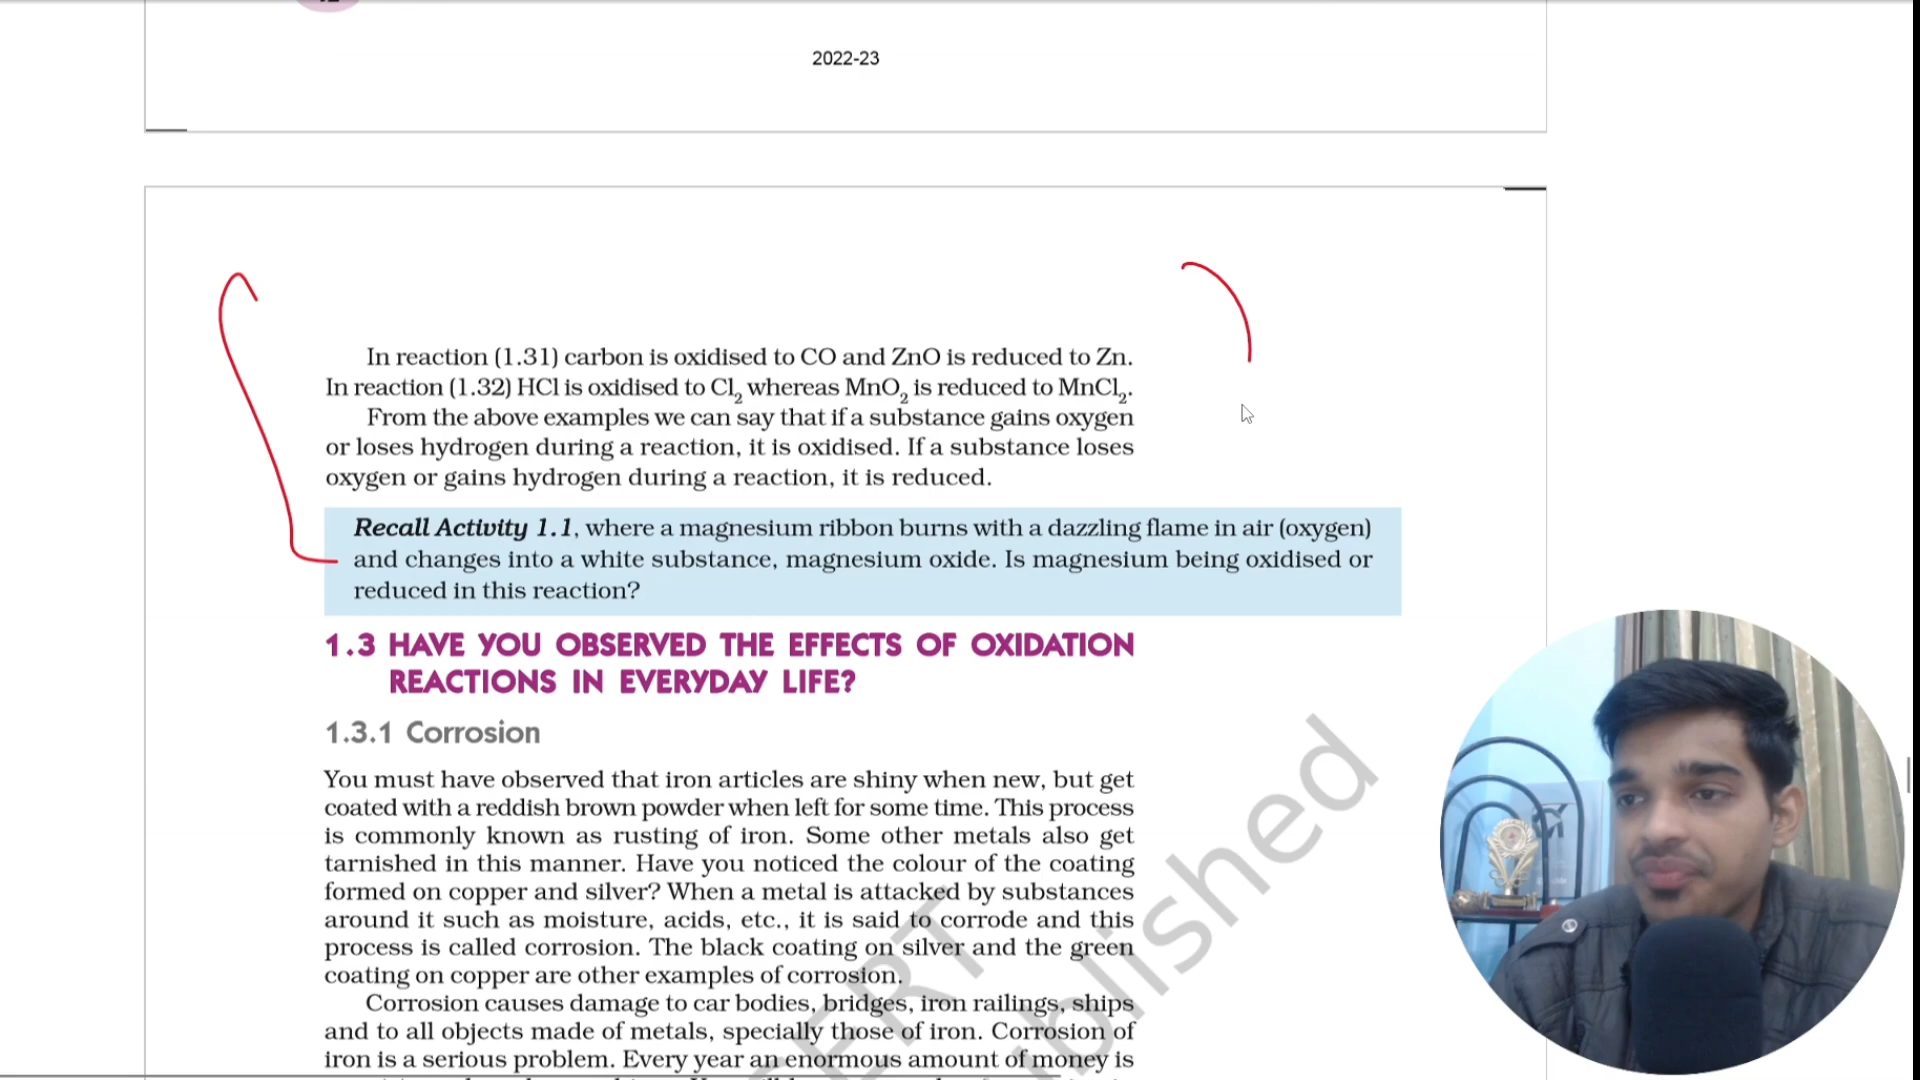 2022-23
In reaction (1.31) carbon is oxidised to CO and ZnO is reduced to Zn.
In reaction (1.32) HCl is oxidised to Cl₂ whereas MnO₂ is reduced to MnCl₂.
From the above examples we can say that if a substance gains oxygen
or loses hydrogen during a reaction, it is oxidised. If a substance loses
oxygen or gains hydrogen during a reaction, it is reduced.
Recall Activity 1.1, where a magnesium ribbon burns with a dazzling flame in air (oxygen)
and changes into a white substance, magnesium oxide. Is magnesium being oxidised or
reduced in this reaction?
1.3 HAVE YOU OBSERVED THE EFFECTS OF OXIDATION
REACTIONS IN EVERYDAY LIFE?
1.3.1 Corrosion
You must have observed that iron articles are shiny when new, but get
coated with a reddish brown powder when left for some time. This process
is commonly known as rusting of iron. Some other metals also get
tarnished in this manner. Have you noticed the colour of the coating
formed on copper and silver? When a metal is attacked by substances
around it such as moisture, acids, etc., it is said to corrode and this
process is called corrosion. The black coating on silver and the green
coating on copper are other examples of corrosion.
Corrosion causes damage to car bodies, bridges, iron railings, ships
and to all objects made of metals, specially those of iron. Corrosion of
iron is a serious problem. Every year an enormous amount of money is